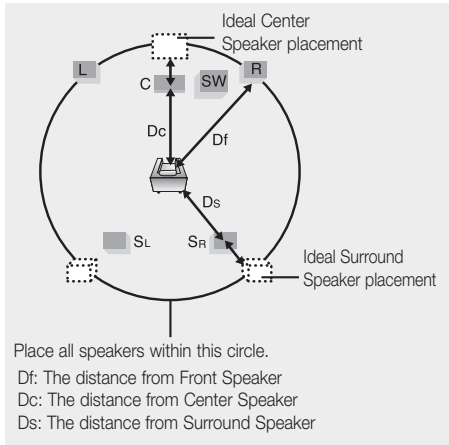 Ideal Center
Speaker placement
L
R
C
SW
Dc
Df
Ds
SL
SR
Ideal Surround
Speaker placement
Place all speakers within this circle.
Df: The distance from Front Speaker
Dc: The distance from Center Speaker
Ds: The distance from Surround Speaker